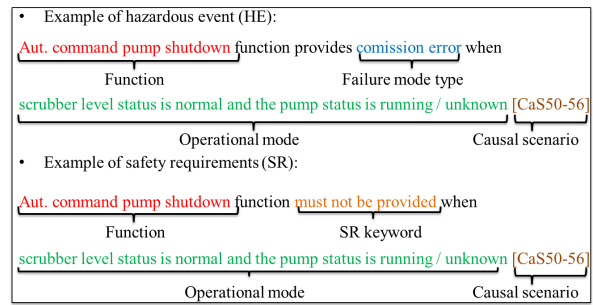 • Example of hazardous event (HE):
Aut. command pump shutdown function provides comission error when
Function Failure mode type
scrubber level status is normal and the pump status is running / unknown [CaS50-56]
Operational mode Causal scenario
• Example of safety requirements (SR):
Aut. command pump shutdown function must not be provided when
Function SR keyword
scrubber level status is normal and the pump status is running / unknown [CaS50-56]
Operational mode Causal scenario